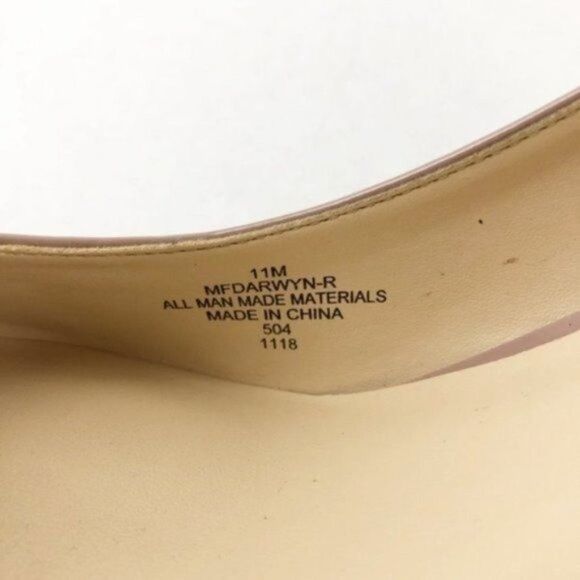 11M
MFDARWYN-R
ALL MAN MADE MATERIALS
MADE IN CHINA
504
1118